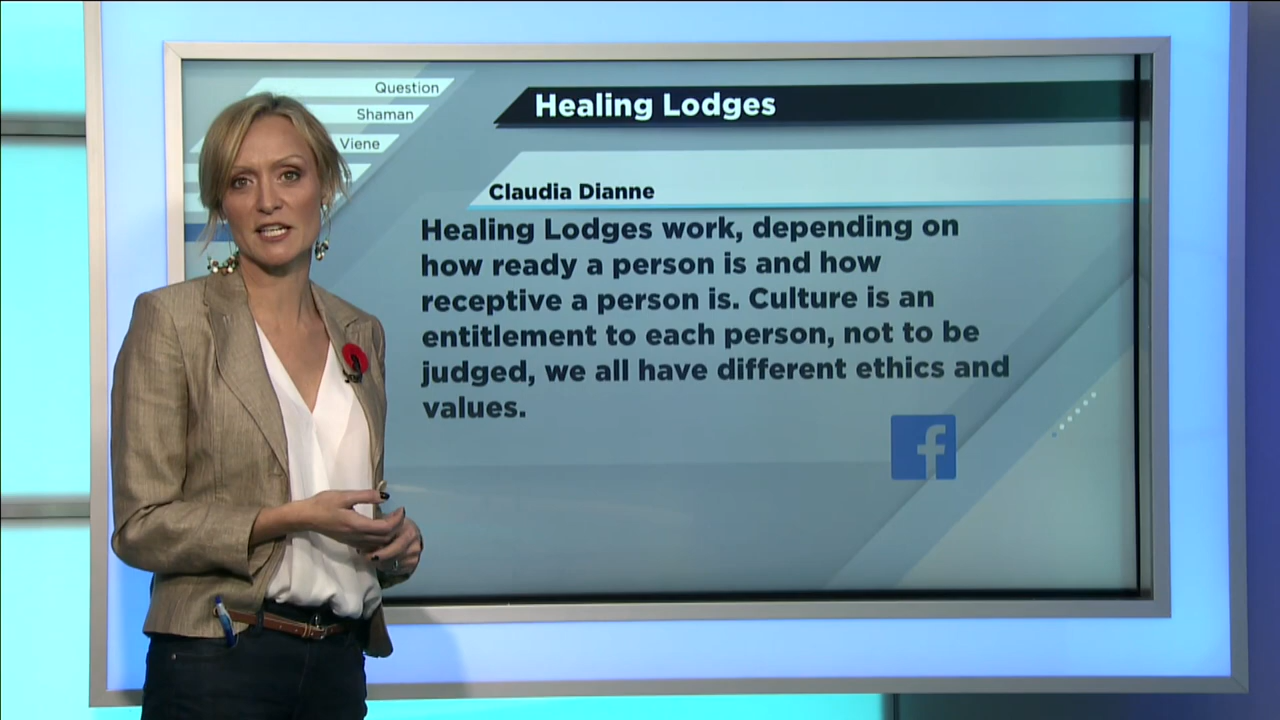 Question
Shaman
Viene
Healing Lodges
Claudia Dianne
Healing Lodges work, depending on
how ready a person is and how
receptive a person is. Culture is an
entitlement to each person, not to be
judged, we all have different ethics and
values.
f